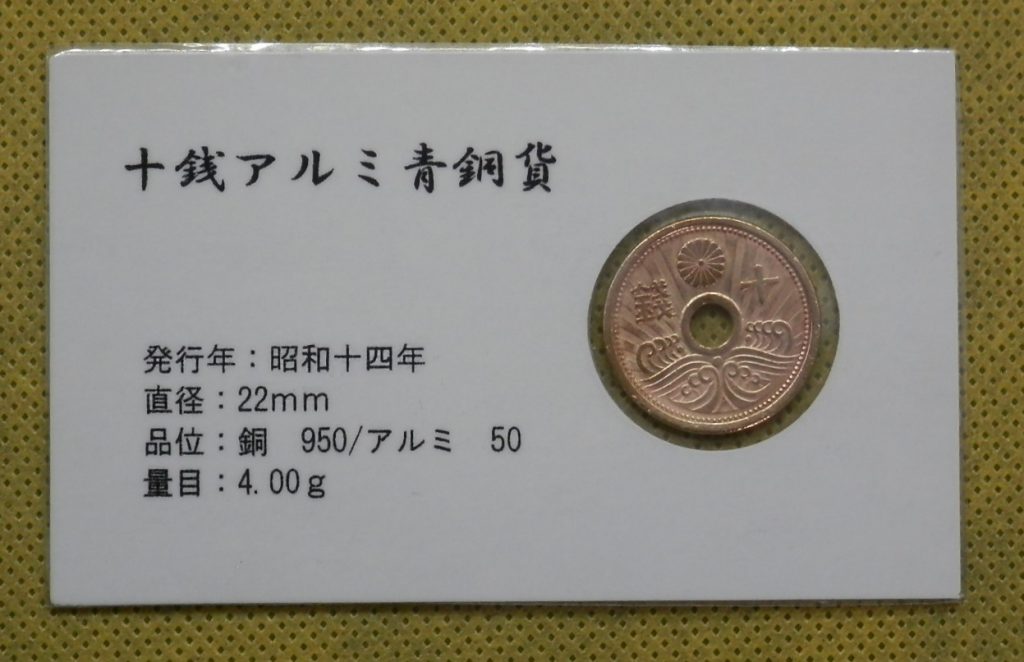 十銭アルミ青銅貨
発行年：昭和十四年
直径：22mm
品位：銅　950/アルミ　50
量目：4.00g
十
錢